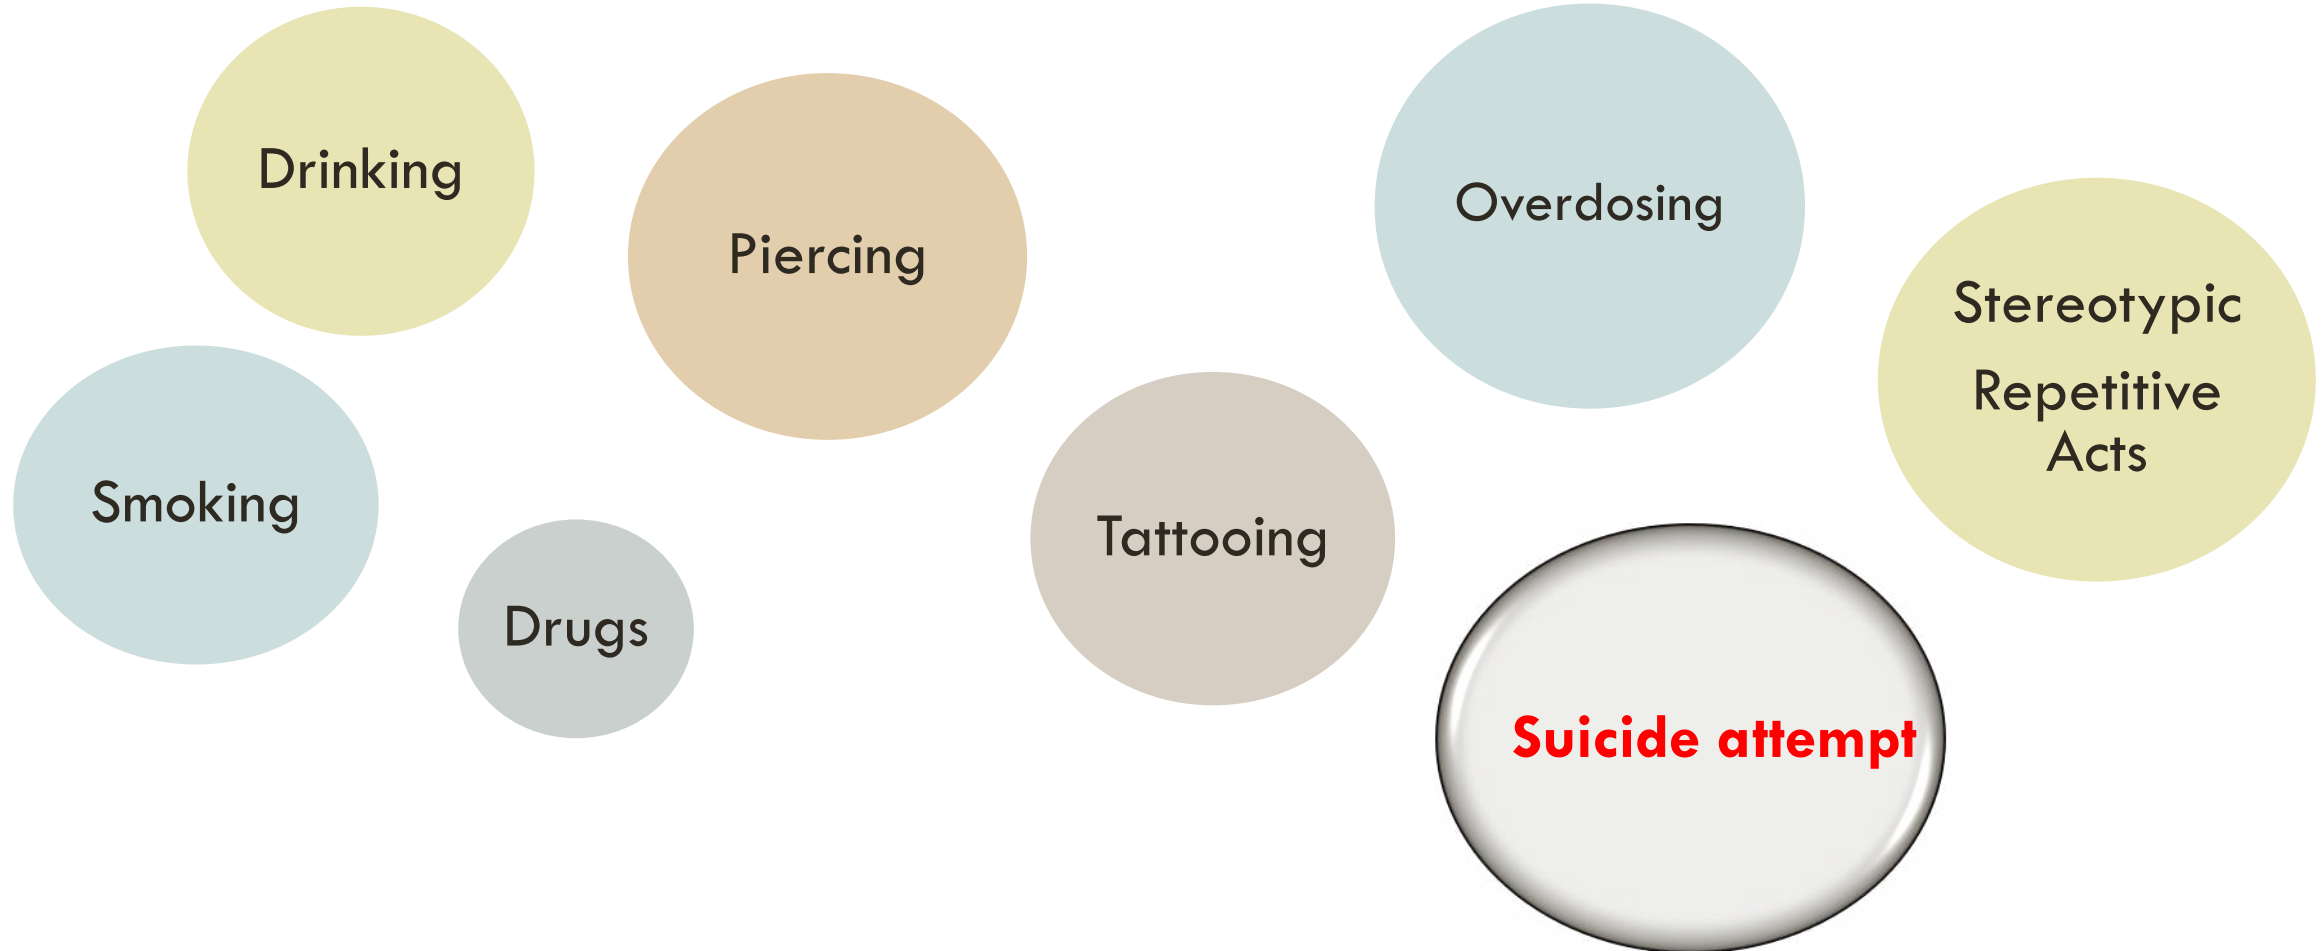 Drinking
Piercing
Overdosing
Stereotypic
Repetitive
Acts
Smoking
Drugs
Tattooing
Suicide attempt